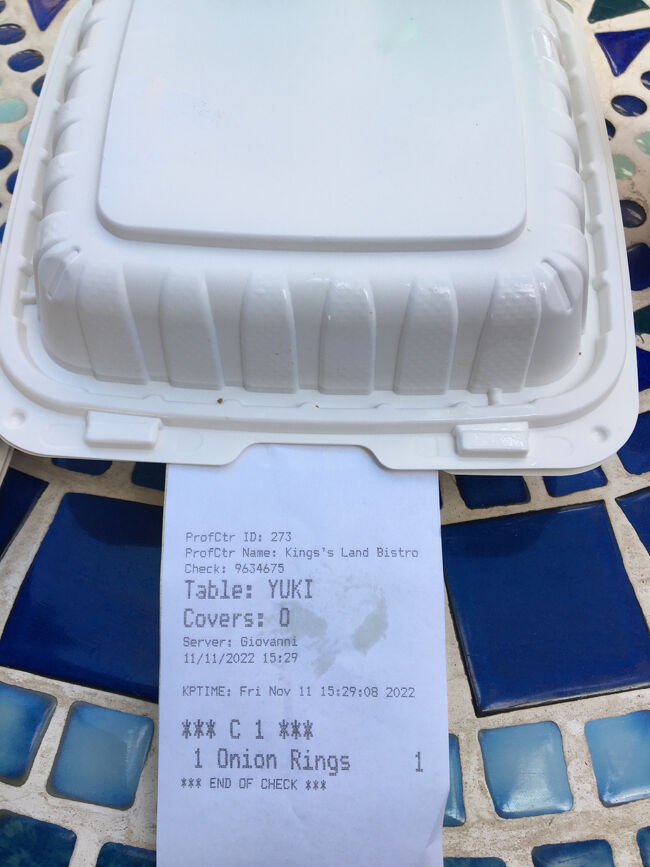 ProfCtr ID: 273
ProfCtr Name: Kings's Land Bistro
Check: 9634675
Table: YUKI
Covers: 0
Server: Giovanni
11/11/2022 15:29
KPTIME: Fri Nov 11 15:29:08 2022
*** C 1 ***
1 Onion Rings 1
*** END OF CHECK ***